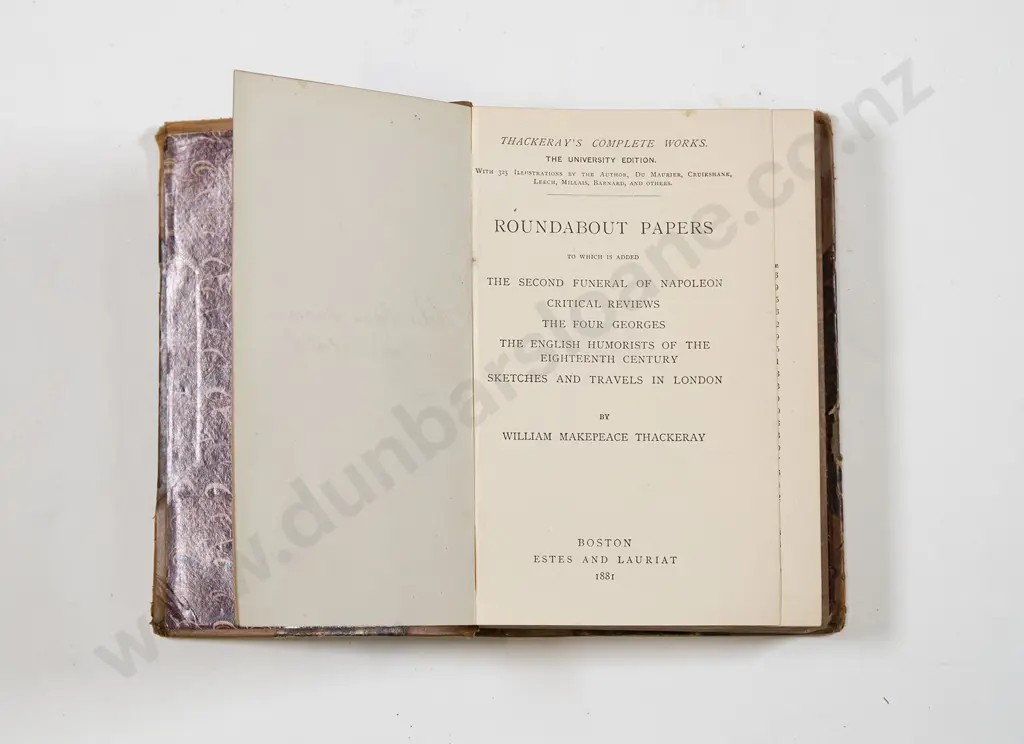 THACKERAY'S COMPLETE WORKS.
THE UNIVERSITY EDITION.
WITH 325 ILLUSTRATIONS BY THE AUTHOR, DU MAURIER, CRUIKSHANK,
LEECH, MILLAIS, BARNARD, AND OTHERS.
ROUNDABOUT PAPERS
TO WHICH IS ADDED
THE SECOND FUNERAL OF NAPOLEON
CRITICAL REVIEWS
THE FOUR GEORGES
THE ENGLISH HUMORISTS OF THE
EIGHTEENTH CENTURY
SKETCHES AND TRAVELS IN LONDON
BY
WILLIAM MAKEPEACE THACKERAY
BOSTON
ESTES AND LAURIAT
1881
www.dunbarsloane.co.nz